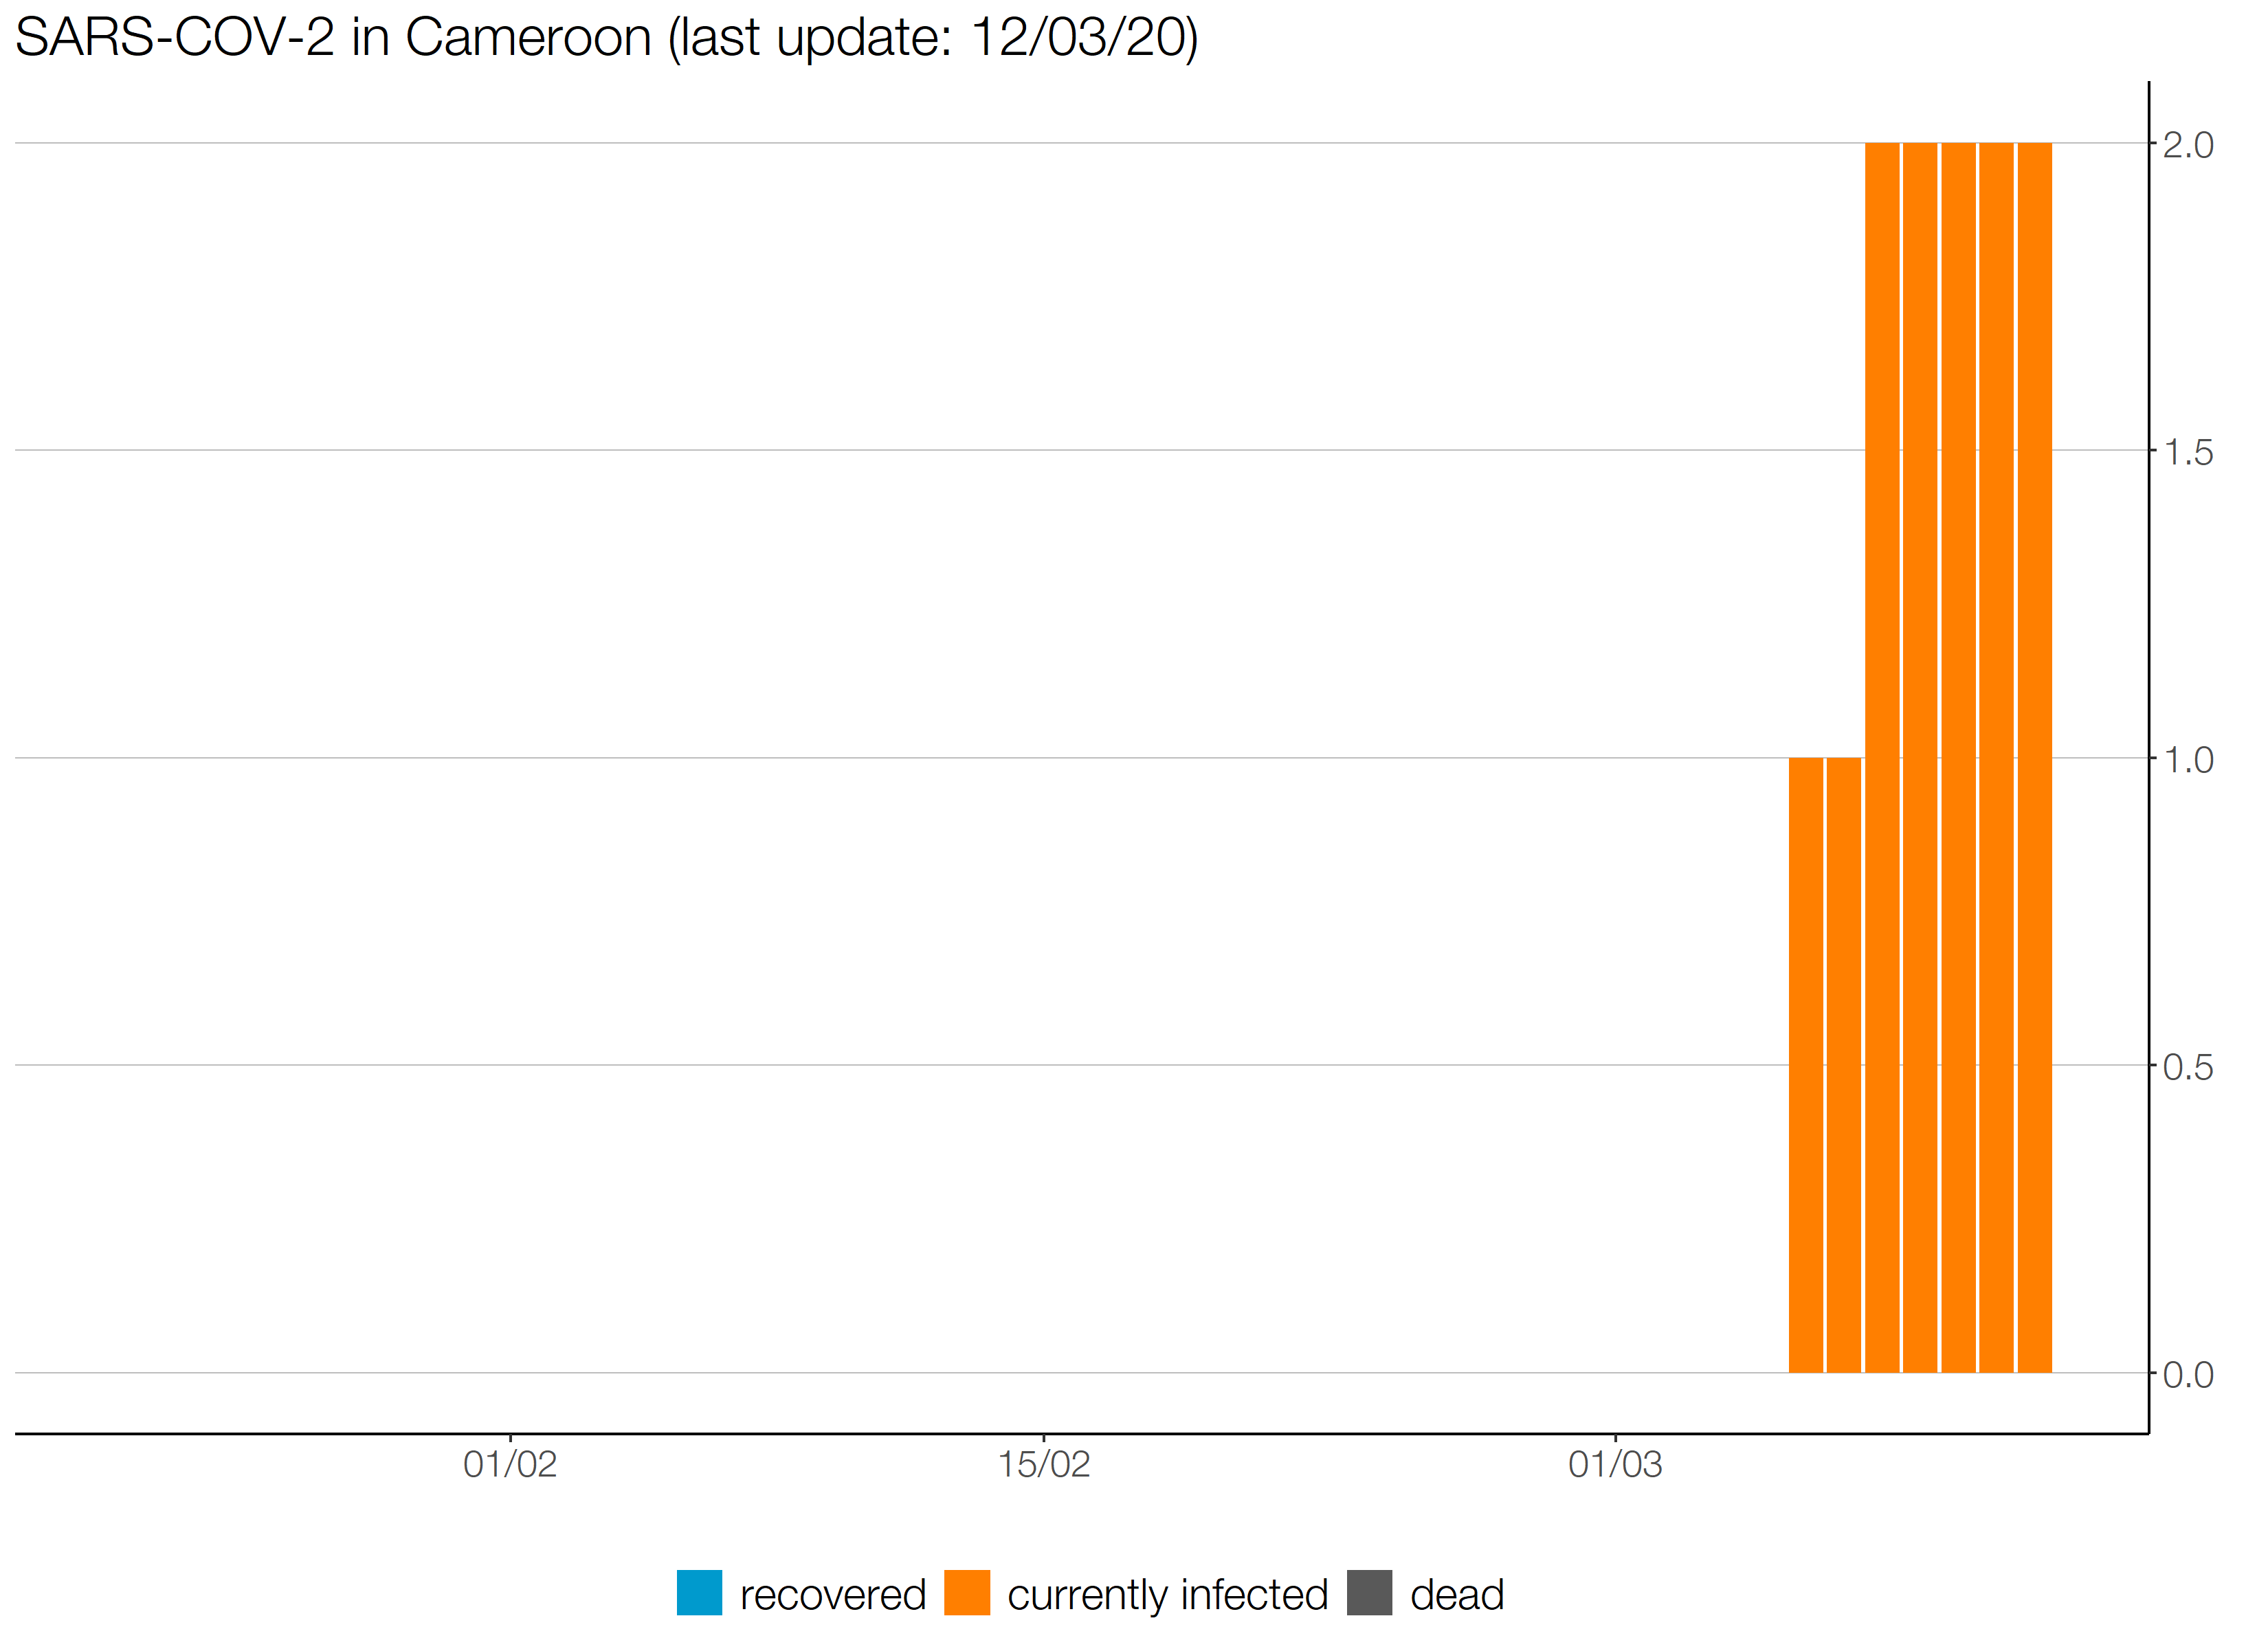 SARS-COV-2 in Cameroon (last update: 12/03/20)
2.0
1.5
1.0
0.5
0.0
01/02 15/02 01/03
recovered currently infected dead